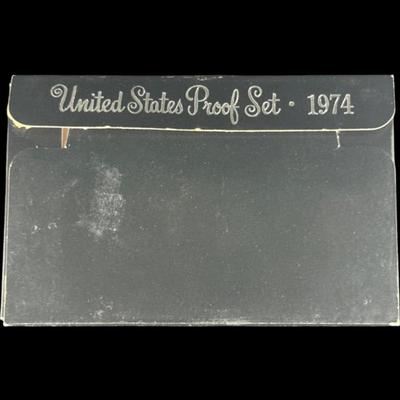 United States Proof Set · 1974